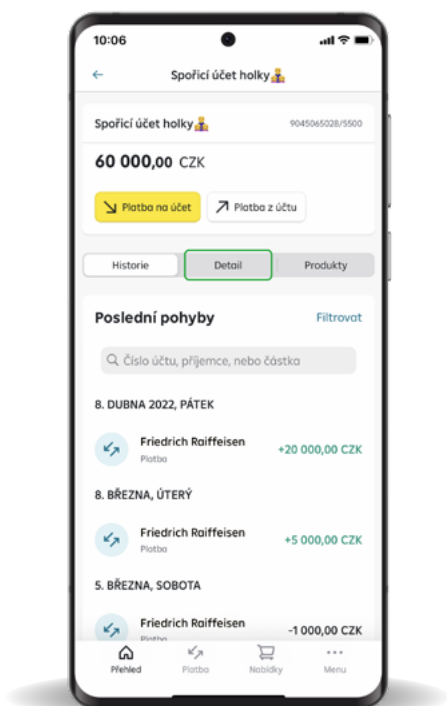 10:06
Spořicí účet holky
Spořicí účet holky
9045065028/5500
60 000,00 CZK
Platba na účet
Platba z účtu
Historie
Detail
Produkty
Poslední pohyby
Filtrovat
Číslo účtu, příjemce, nebo částka
8. DUBNA 2022, PÁTEK
Friedrich Raiffeisen
+20 000,00 CZK
Platba
8. BŘEZNA, ÚTERÝ
Friedrich Raiffeisen
+5 000,00 CZK
Platba
5. BŘEZNA, SOBOTA
Friedrich Raiffeisen
-1 000,00 CZK
Platba
Přehled
Platba
Nabídky
Menu